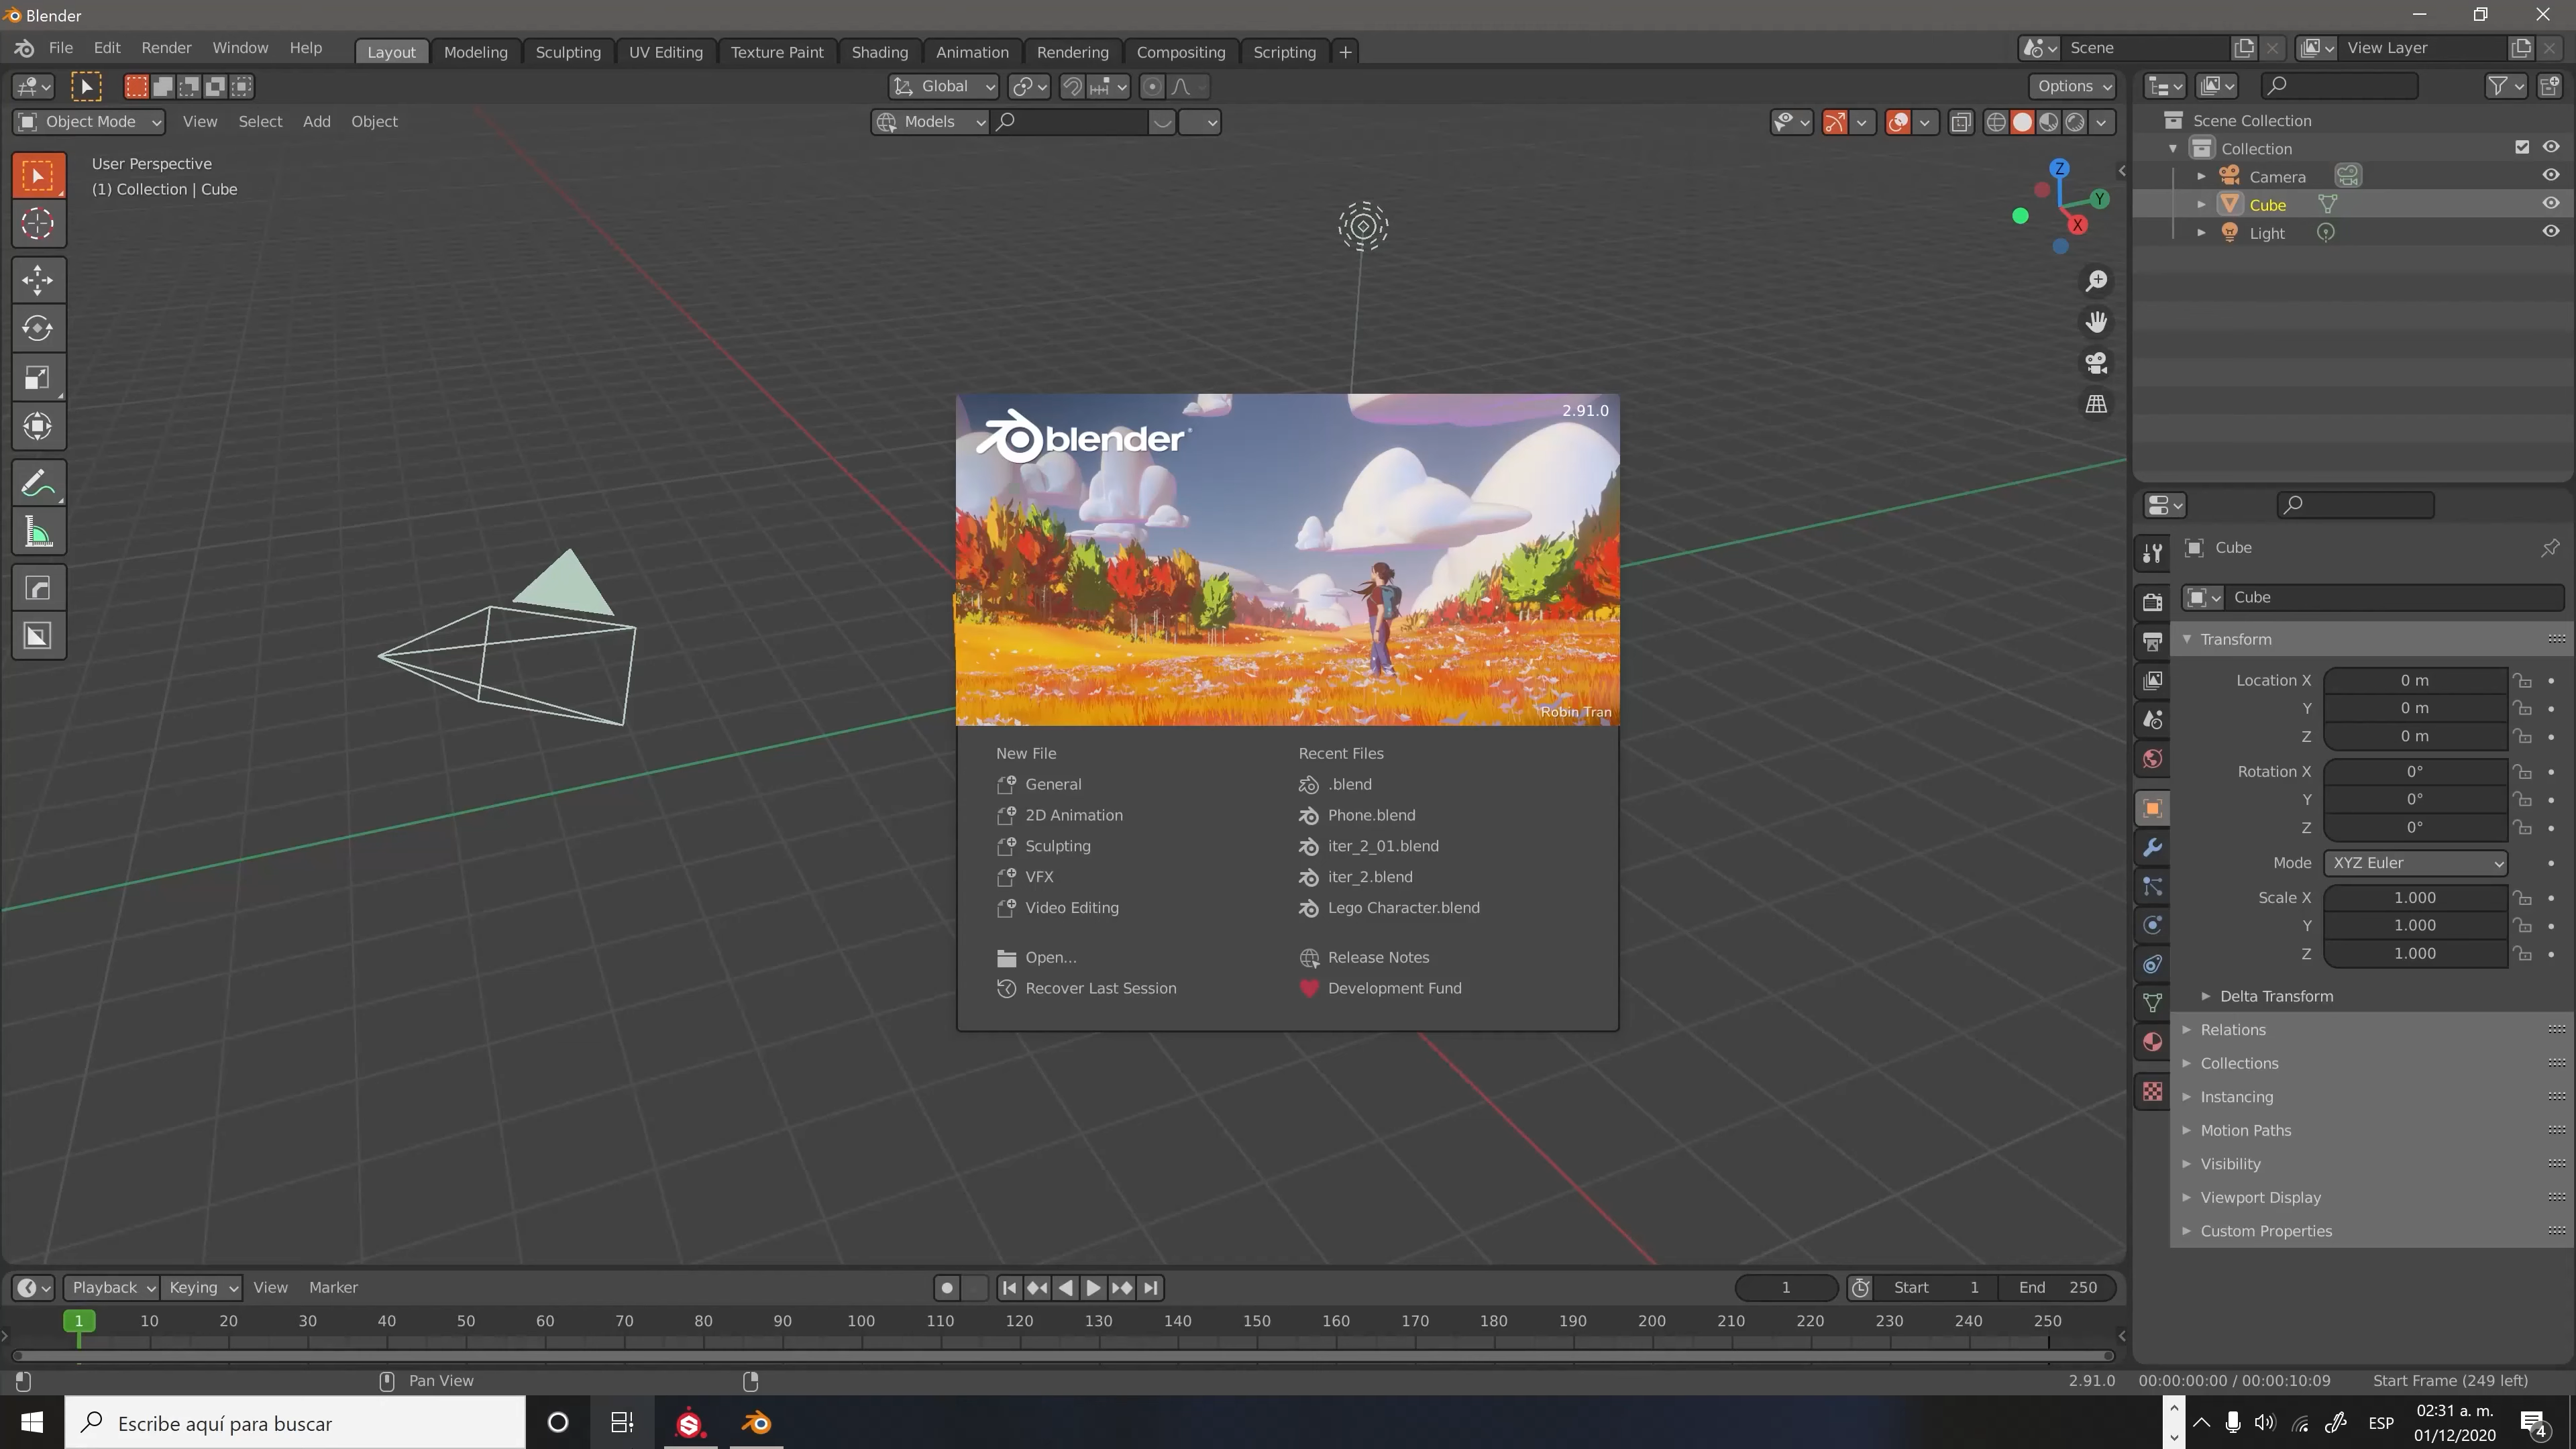 Blender
File Edit Render Window Help Layout Modeling Sculpting UV Editing Texture Paint Shading Animation Rendering Compositing Scripting + Scene View Layer
Global Options
Object Mode View Select Add Object Models
User Perspective
(1) Collection | Cube
Z
Y
X
Scene Collection
Collection
Camera
Cube
Light
2.91.0
blender
Robin Tran
New File
General
2D Animation
Sculpting
VFX
Video Editing
Open...
Recover Last Session
Recent Files
.blend
Phone.blend
iter_2_01.blend
iter_2.blend
Lego Character.blend
Release Notes
Development Fund
Cube
Cube
Transform
Location X 0 m
Y 0 m
Z 0 m
Rotation X 0°
Y 0°
Z 0°
Mode XYZ Euler
Scale X 1.000
Y 1.000
Z 1.000
Delta Transform
Relations
Collections
Instancing
Motion Paths
Visibility
Viewport Display
Custom Properties
Playback Keying View Marker 1 Start 1 End 250
1 10 20 30 40 50 60 70 80 90 100 110 120 130 140 150 160 170 180 190 200 210 220 230 240 250
Pan View 2.91.0 00:00:00:00 / 00:00:10:09 Start Frame (249 left)
Escribe aquí para buscar
ESP
02:31 a. m.
01/12/2020
4